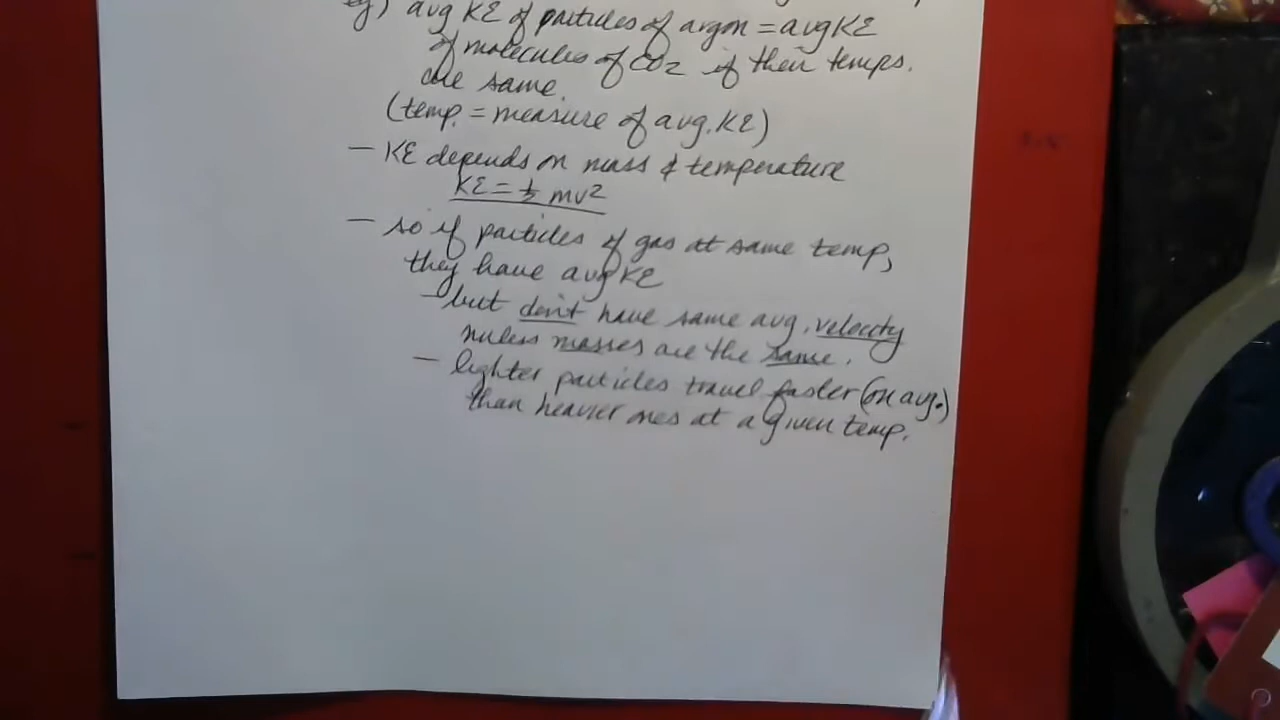 eg) avg KE of particles of argon = avg KE
of molecules of CO2 if their temps.
are same.
(temp. = measure of avg. KE)
- KE depends on mass & temperature
KE = 1/2 mv²
- so if particles of gas at same temp,
they have avg KE
- but don't have same avg. velocity
unless masses are the same.
- lighter particles travel faster (on avg.)
than heavier ones at a given temp.